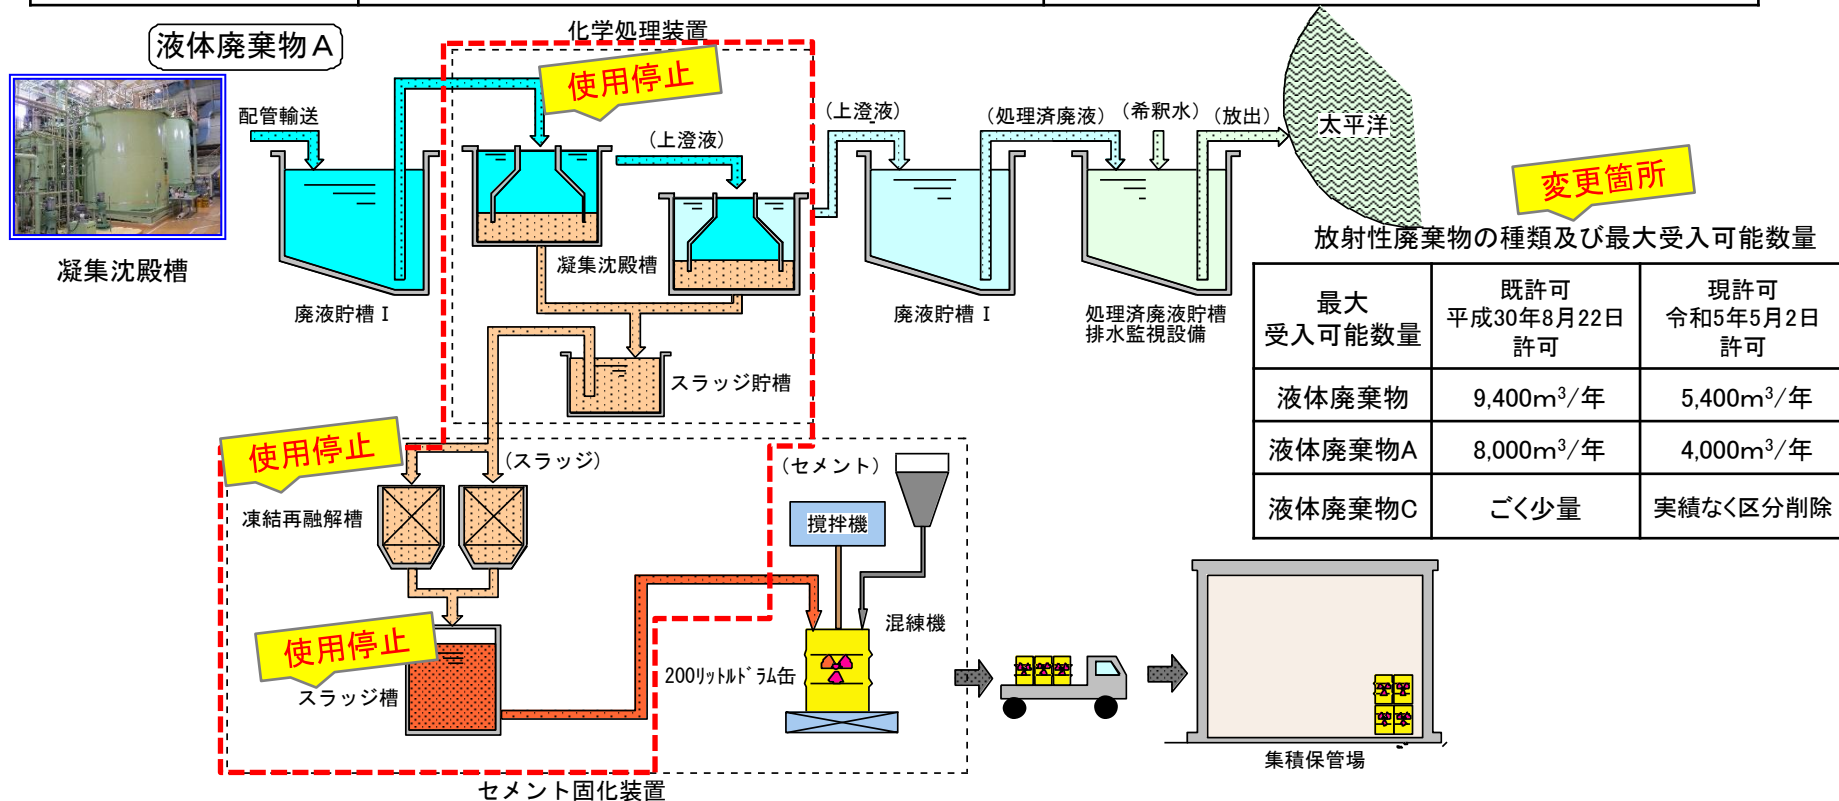 液体廃棄物A
化学処理装置
使用停止
配管輸送
(上澄液)
(上澄液)
(処理済廃液)
(希釈水)
(放出)
太平洋
変更箇所
凝集沈殿槽
廃液貯槽Ⅰ
凝集沈殿槽
廃液貯槽Ⅰ
処理済廃液貯槽
排水監視設備
スラッジ貯槽
放射性廃棄物の種類及び最大受入可能数量
最大
受入可能数量
既許可
平成30年8月22日
許可
現許可
令和5年5月2日
許可
液体廃棄物 9,400m³/年 5,400m³/年
液体廃棄物A 8,000m³/年 4,000m³/年
液体廃棄物C ごく少量 実績なく区分削除
使用停止
(スラッジ)
(セメント)
凍結再融解槽
撹拌機
使用停止
スラッジ槽
混練機
200リットルドラム缶
集積保管場
セメント固化装置